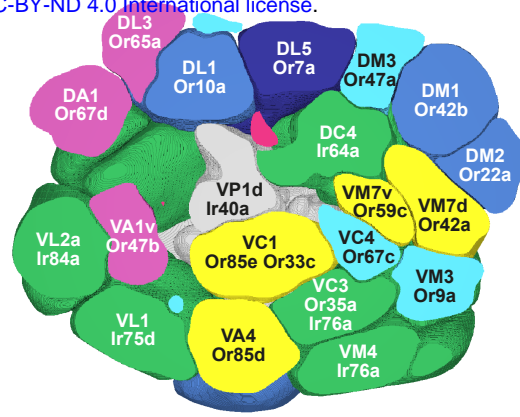 C-BY-ND 4.0 International license.
DL3
Or65a
DL1
Or10a
DL5
Or7a
DM3
Or47a
DM1
Or42b
DA1
Or67d
DC4
Ir64a
DM2
Or22a
VP1d
Ir40a
VM7v
Or59c
VM7d
Or42a
VL2a
Ir84a
VA1v
Or47b
VC1
Or85e Or33c
VC4
Or67c
VM3
Or9a
VC3
Or35a
Ir76a
VL1
Ir75d
VA4
Or85d
VM4
Ir76a